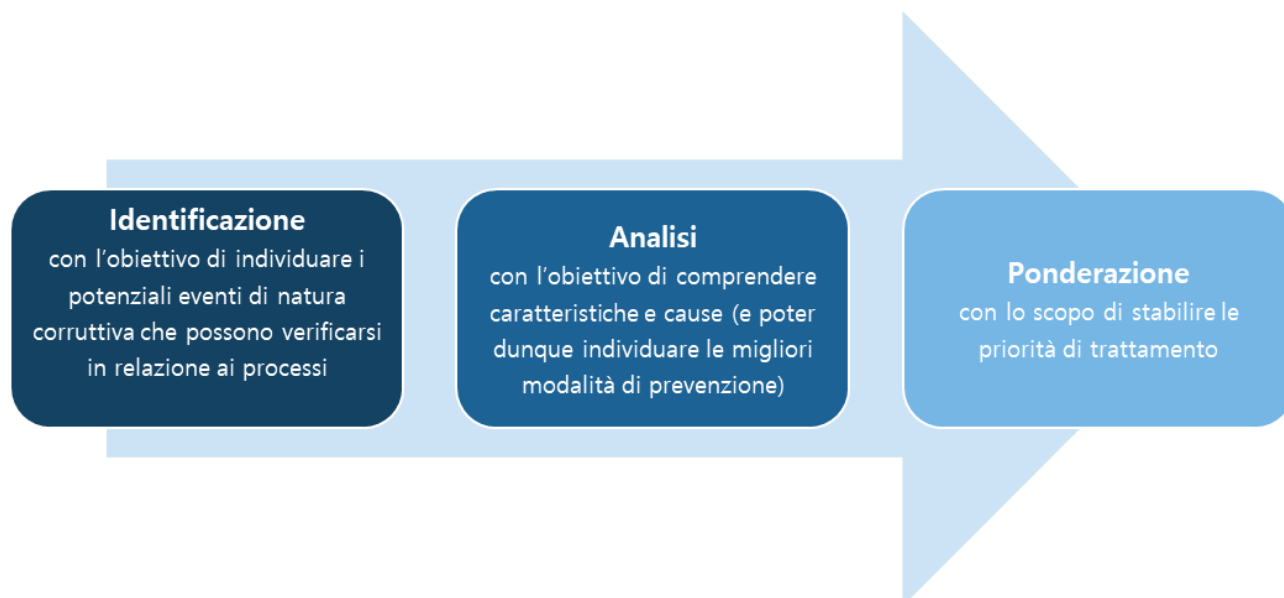 Identificazione
con l'obiettivo di individuare i
potenziali eventi di natura
corruttiva che possono verificarsi
in relazione ai processi
Analisi
con l'obiettivo di comprendere
caratteristiche e cause (e poter
dunque individuare le migliori
modalità di prevenzione)
Ponderazione
con lo scopo di stabilire le
priorità di trattamento